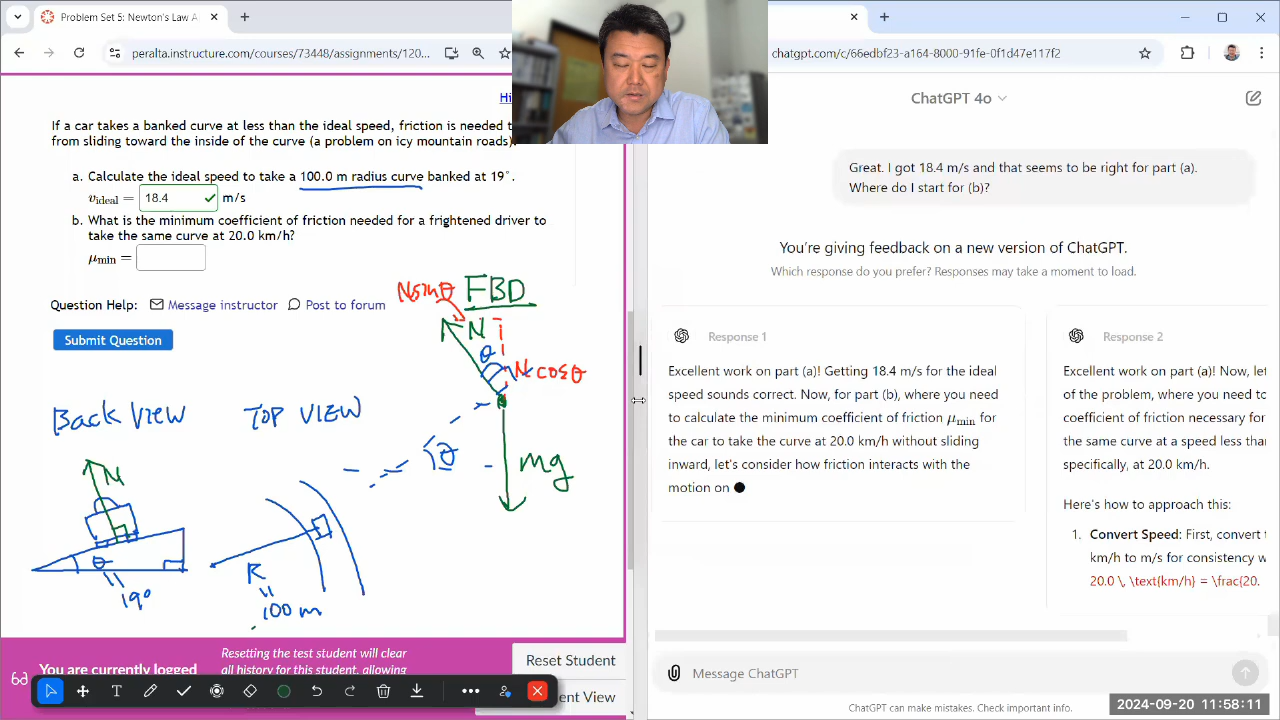 Problem Set 5: Newton's Law A
peralta.instructure.com/courses/73448/assignments/120...
chatgpt.com/c/66edbf23-a164-8000-91fe-0f1d47e117f2
Hi
If a car takes a banked curve at less than the ideal speed, friction is needed t
from sliding toward the inside of the curve (a problem on icy mountain roads).
a. Calculate the ideal speed to take a 100.0 m radius curve banked at 19°.
v_ideal = 18.4 m/s
b. What is the minimum coefficient of friction needed for a frightened driver to
take the same curve at 20.0 km/h?
μ_min =
Question Help: Message instructor Post to forum
Submit Question
Nsinθ
FBD
N
θ
N cosθ
θ
mg
Back View
TOP VIEW
N
θ
19°
R
100 m
You are currently logged
Resetting the test student will clear
all history for this student, allowing
Reset Student
ent View
ChatGPT 4o
Great. I got 18.4 m/s and that seems to be right for part (a).
Where do I start for (b)?
You're giving feedback on a new version of ChatGPT.
Which response do you prefer? Responses may take a moment to load.
Response 1
Excellent work on part (a)! Getting 18.4 m/s for the ideal
speed sounds correct. Now, for part (b), where you need
to calculate the minimum coefficient of friction μ_min for
the car to take the curve at 20.0 km/h without sliding
inward, let's consider how friction interacts with the
motion on
Response 2
Excellent work on part (a)! Now, let'
of the problem, where you need to
coefficient of friction necessary for
the same curve at a speed less tha
specifically, at 20.0 km/h.
Here's how to approach this:
1. Convert Speed: First, convert t
km/h to m/s for consistency w
20.0 \, \text{km/h} = \frac{20.
Message ChatGPT
ChatGPT can make mistakes. Check important info.
2024-09-20 11:58:11